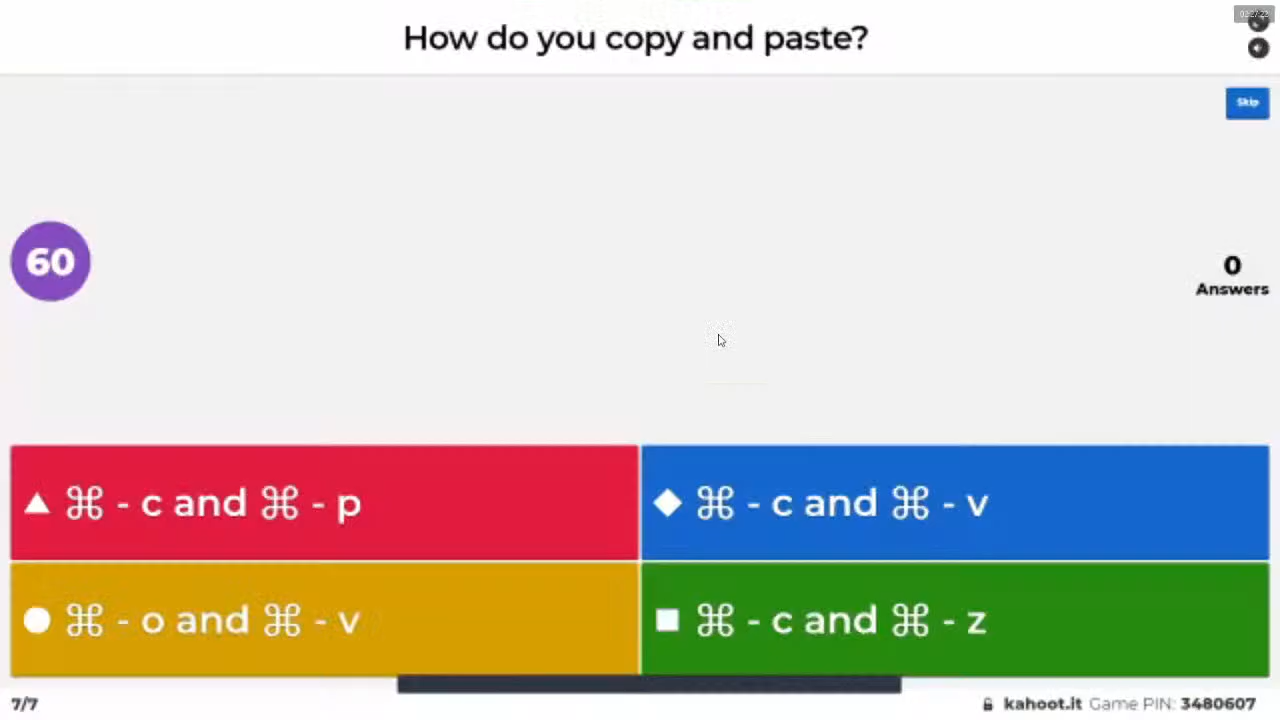 How do you copy and paste?
Skip
60
0
Answers
⌘ - c and ⌘ - p
⌘ - c and ⌘ - v
⌘ - o and ⌘ - v
⌘ - c and ⌘ - z
7/7
kahoot.it Game PIN: 3480607